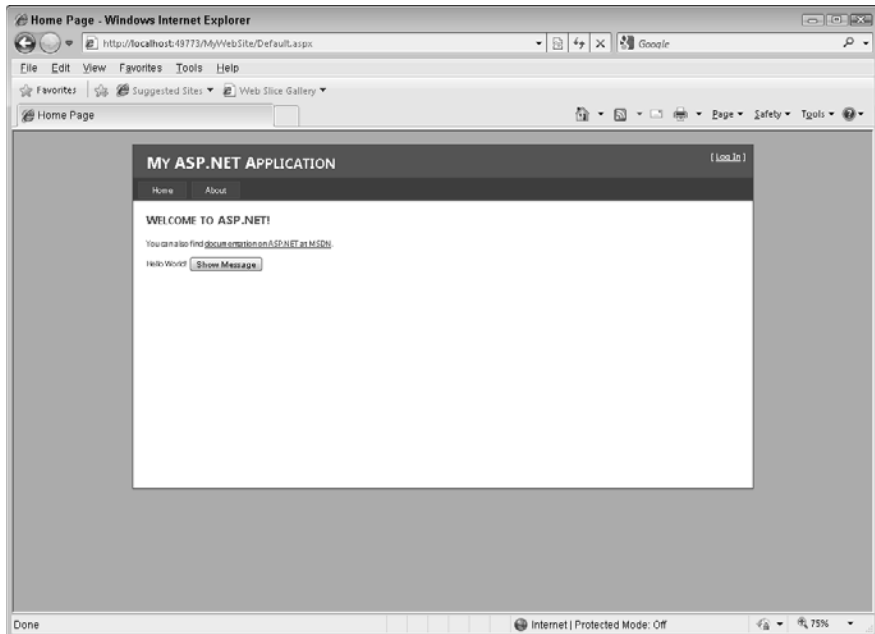 Home Page - Windows Internet Explorer
http://localhost:49773/MyWebSite/Default.aspx
Google
File Edit View Favorites Tools Help
Favorites Suggested Sites Web Slice Gallery
Home Page Page Safety Tools
MY ASP.NET APPLICATION [ Log In ]
Home About
WELCOME TO ASP.NET!
You can also find documentation on ASP.NET at MSDN.
Hello World! Show Message
Done Internet | Protected Mode: Off 75%